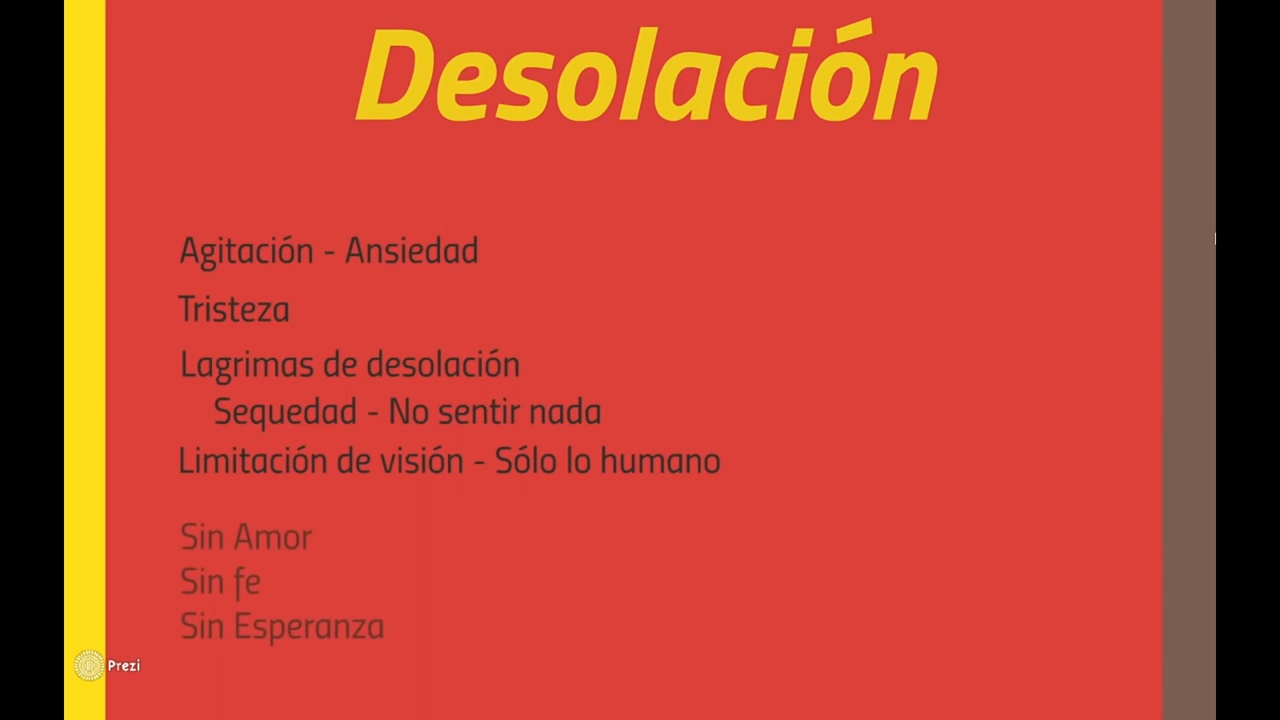 Desolación
Agitación - Ansiedad
Tristeza
Lagrimas de desolación
Sequedad - No sentir nada
Limitación de visión - Sólo lo humano
Sin Amor
Sin fe
Sin Esperanza
Prezi